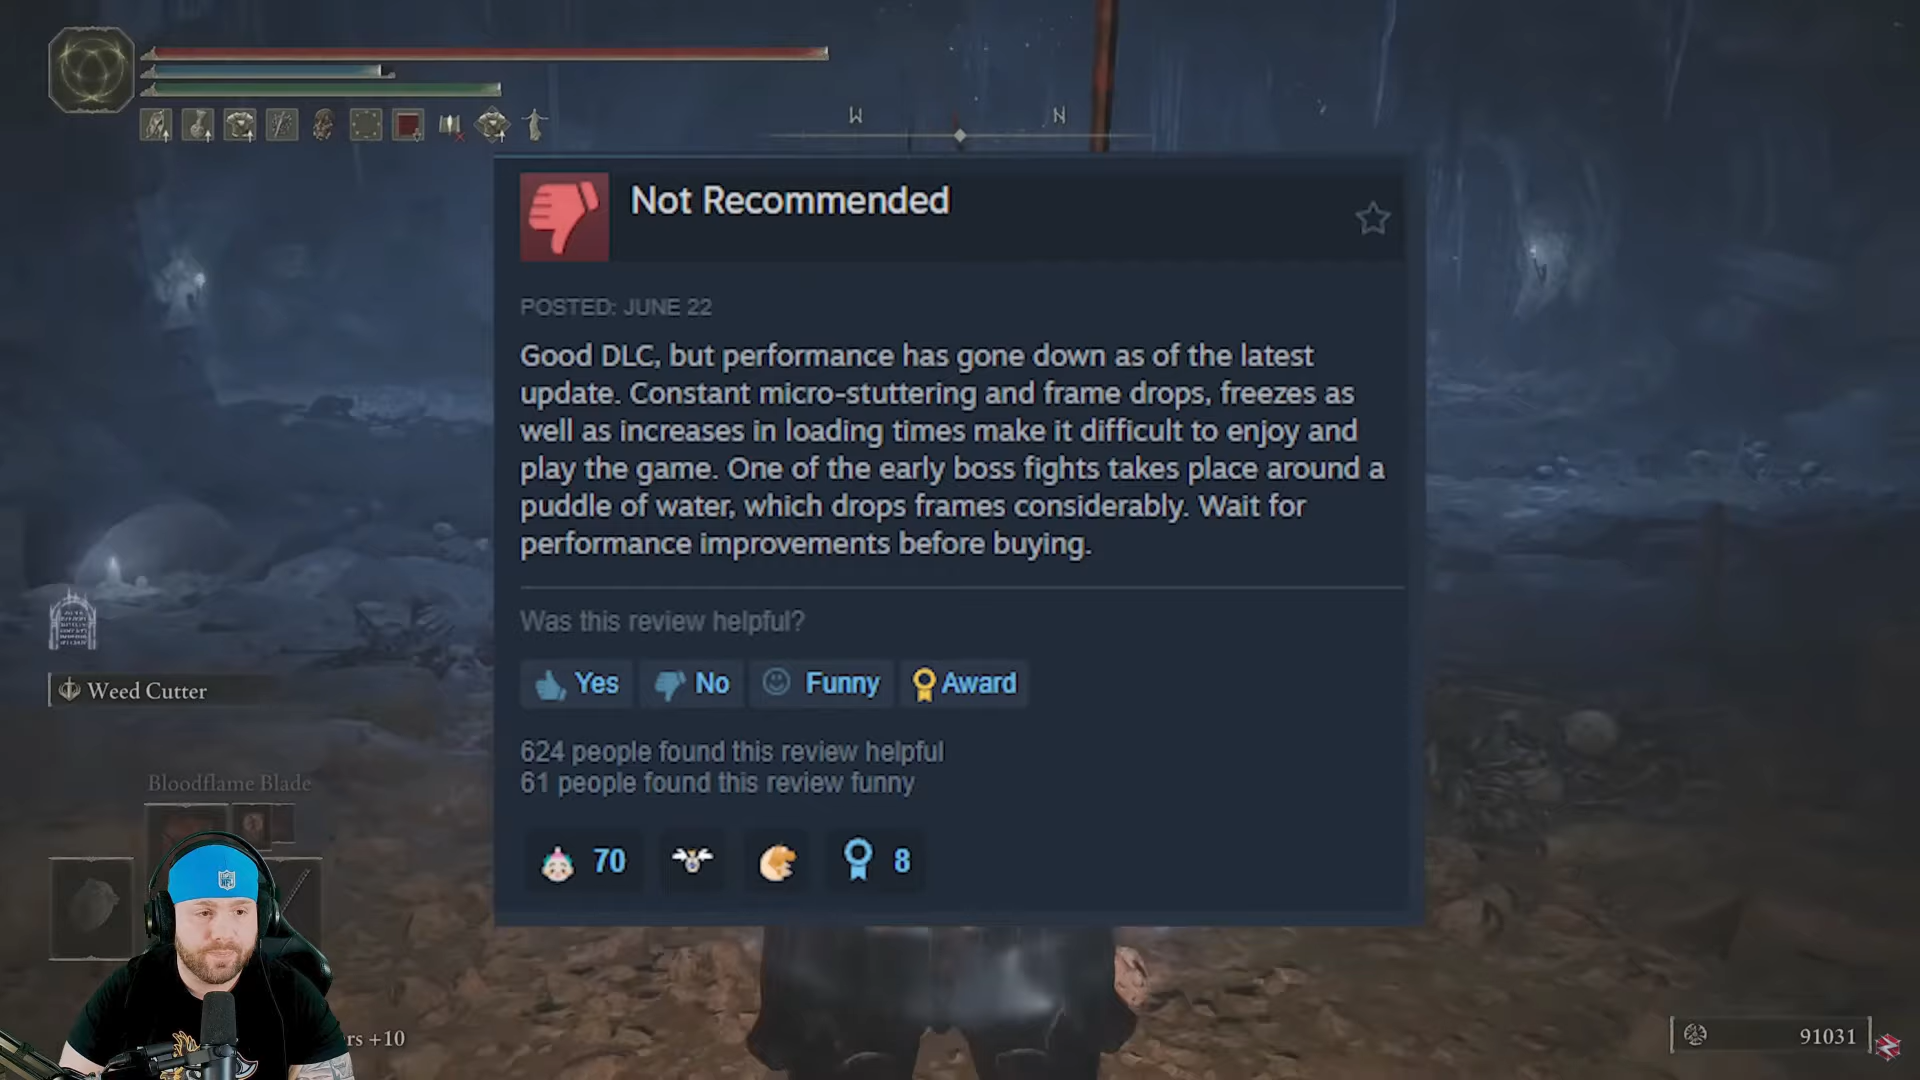 W N
Not Recommended
POSTED: JUNE 22
Good DLC, but performance has gone down as of the latest
update. Constant micro-stuttering and frame drops, freezes as
well as increases in loading times make it difficult to enjoy and
play the game. One of the early boss fights takes place around a
puddle of water, which drops frames considerably. Wait for
performance improvements before buying.
Was this review helpful?
Yes No Funny Award
624 people found this review helpful
61 people found this review funny
70 8
Weed Cutter
Bloodflame Blade
NFL
rs +10
91031